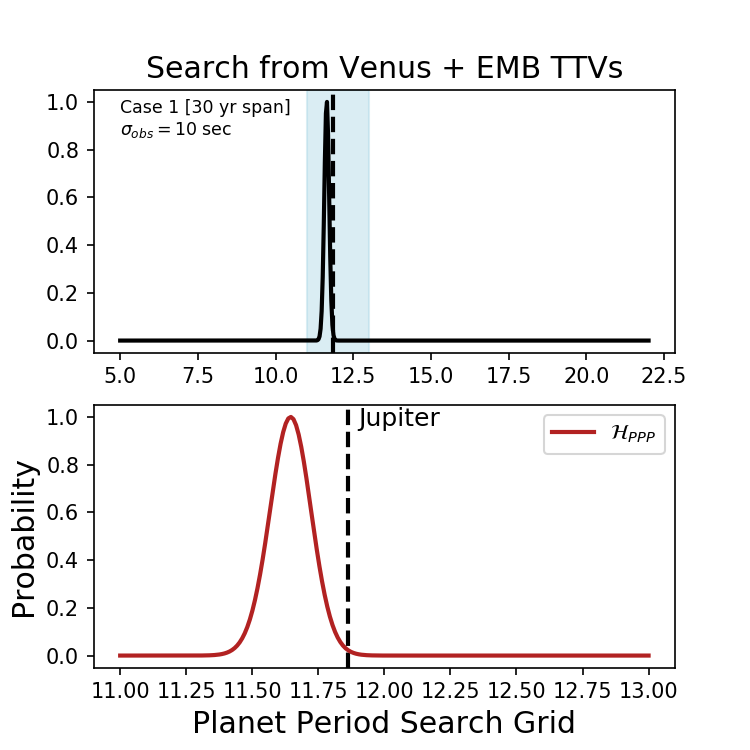 Search from Venus + EMB TTVs
Case 1 [30 yr span]
σ_obs = 10 sec
1.0
0.8
0.6
0.4
0.2
0.0
5.0 7.5 10.0 12.5 15.0 17.5 20.0 22.5
Jupiter
ℋ_PPP
1.0
0.8
0.6
0.4
0.2
0.0
Probability
11.00 11.25 11.50 11.75 12.00 12.25 12.50 12.75 13.00
Planet Period Search Grid